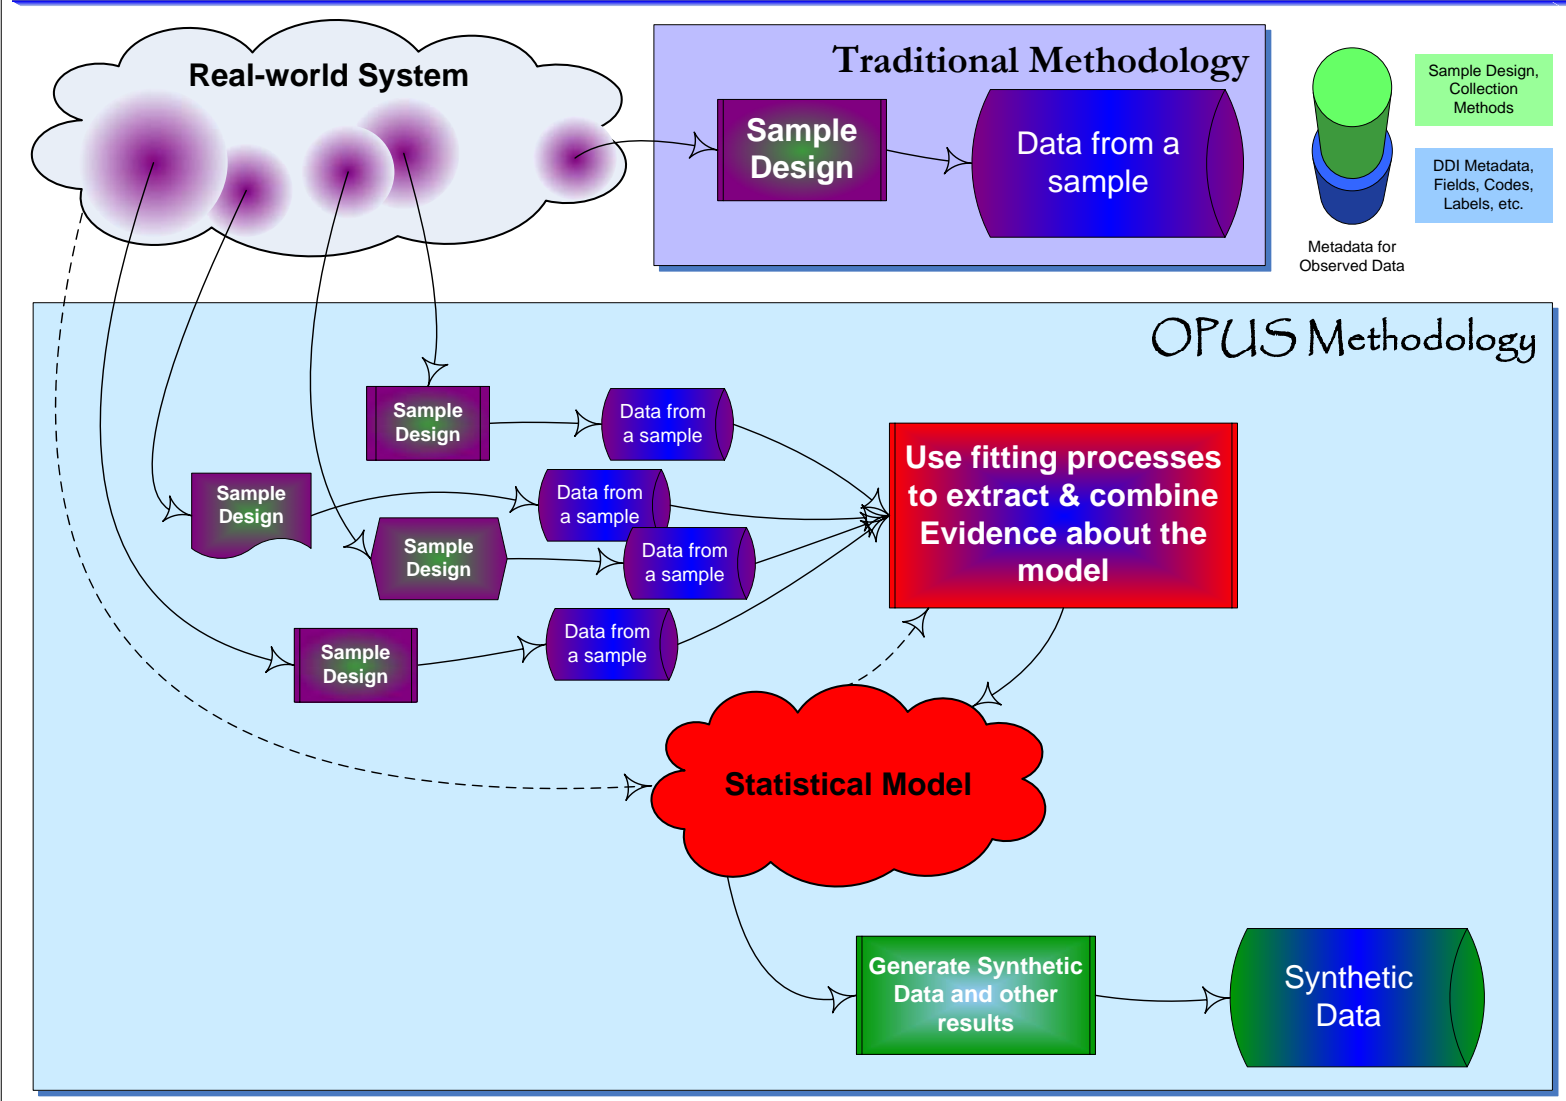 Real-world System
Traditional Methodology
Sample
Design
Data from a
sample
Sample Design,
Collection
Methods
DDI Metadata,
Fields, Codes,
Labels, etc.
Metadata for
Observed Data
OPUS Methodology
Sample
Design
Data from
a sample
Sample
Design
Data from
a sample
Sample
Design
Data from
a sample
Sample
Design
Data from
a sample
Use fitting processes
to extract & combine
Evidence about the
model
Statistical Model
Generate Synthetic
Data and other
results
Synthetic
Data